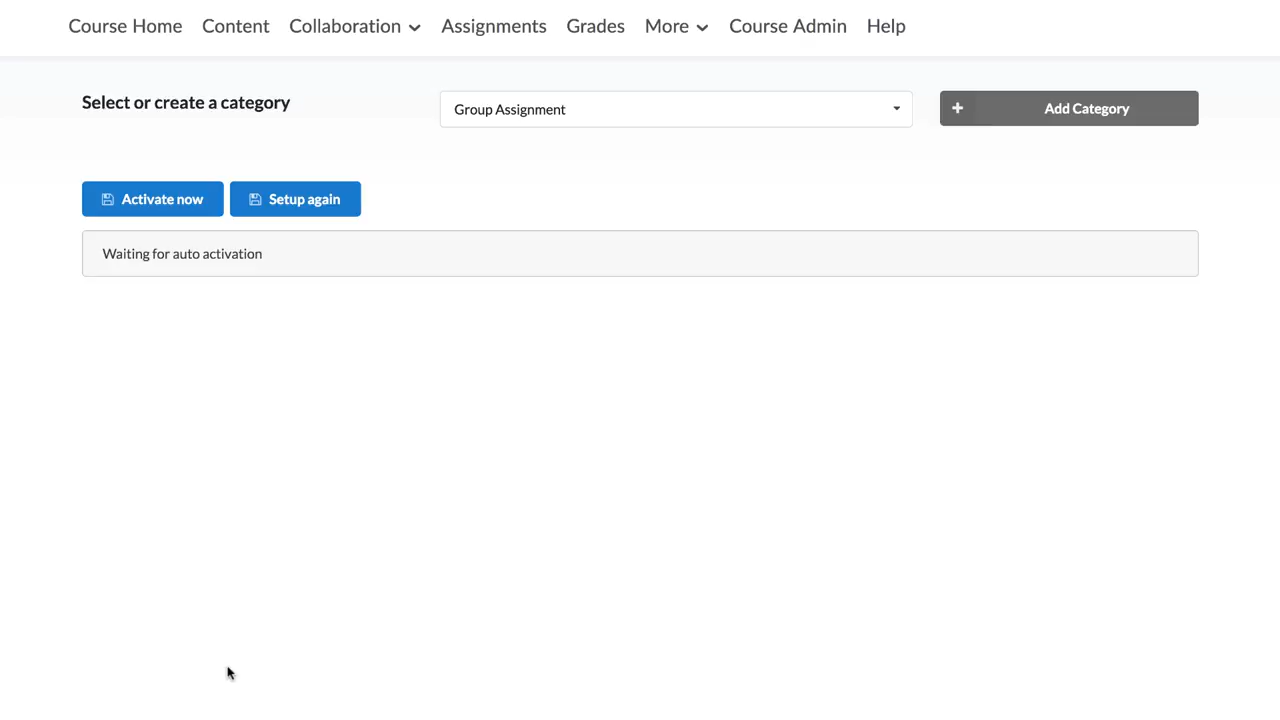 Course Home Content Collaboration Assignments Grades More Course Admin Help
Select or create a category
Group Assignment
Add Category
Activate now
Setup again
Waiting for auto activation